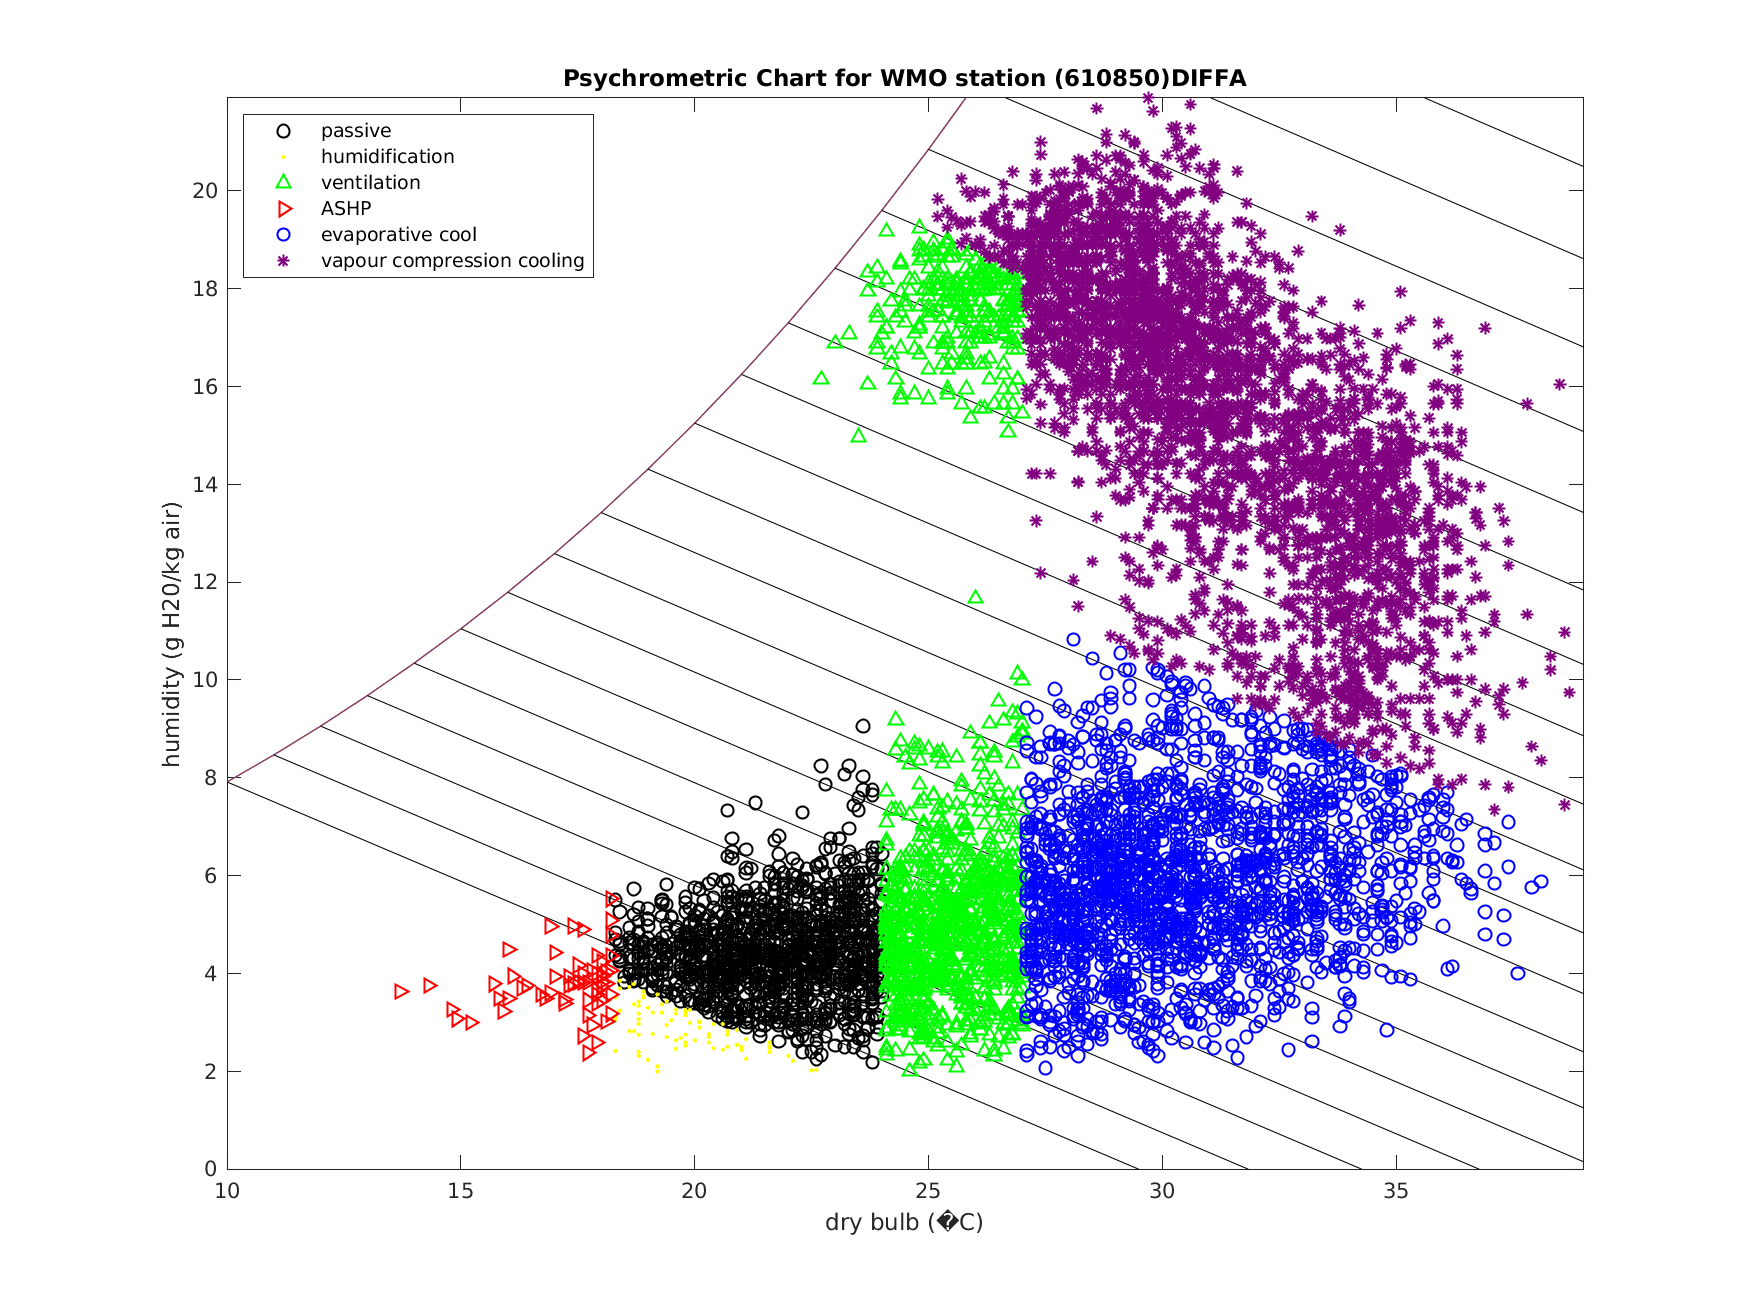 Psychrometric Chart for WMO station (610850)DIFFA
passive
humidification
ventilation
ASHP
evaporative cool
vapour compression cooling
humidity (g H20/kg air)
20
18
16
14
12
10
8
6
4
2
0
10 15 20 25 30 35
dry bulb (�C)